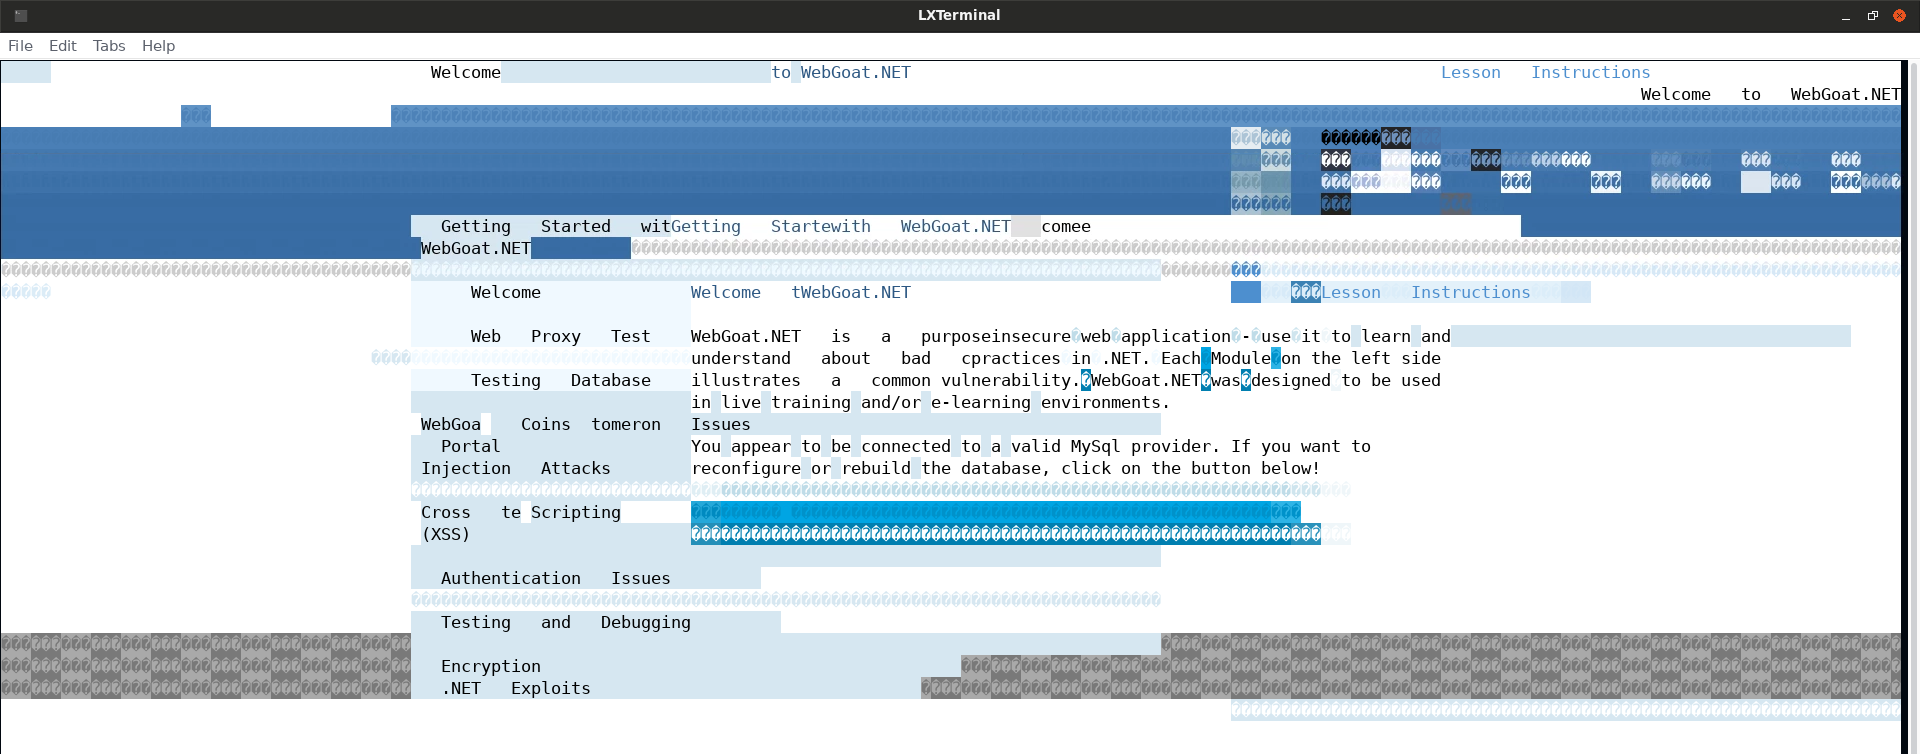 LXTerminal
File Edit Tabs Help
Welcome to WebGoat.NET Lesson Instructions
Welcome to WebGoat.NET
Getting Started witGetting Startewith WebGoat.NET comee
WebGoat.NET
Welcome Welcome tWebGoat.NET Lesson Instructions
Web Proxy Test WebGoat.NET is a purposeinsecure�web�application�-�use�it�to learn and
understand about bad cpractices in .NET. Each�Module�on the left side
Testing Database illustrates a common vulnerability.�WebGoat.NET�was�designed to be used
in live training and/or e-learning environments.
WebGoa Coins tomeron Issues
Portal You appear to be connected to a valid MySql provider. If you want to
Injection Attacks reconfigure or rebuild the database, click on the button below!
Cross te Scripting
(XSS)
Authentication Issues
Testing and Debugging
Encryption
.NET Exploits